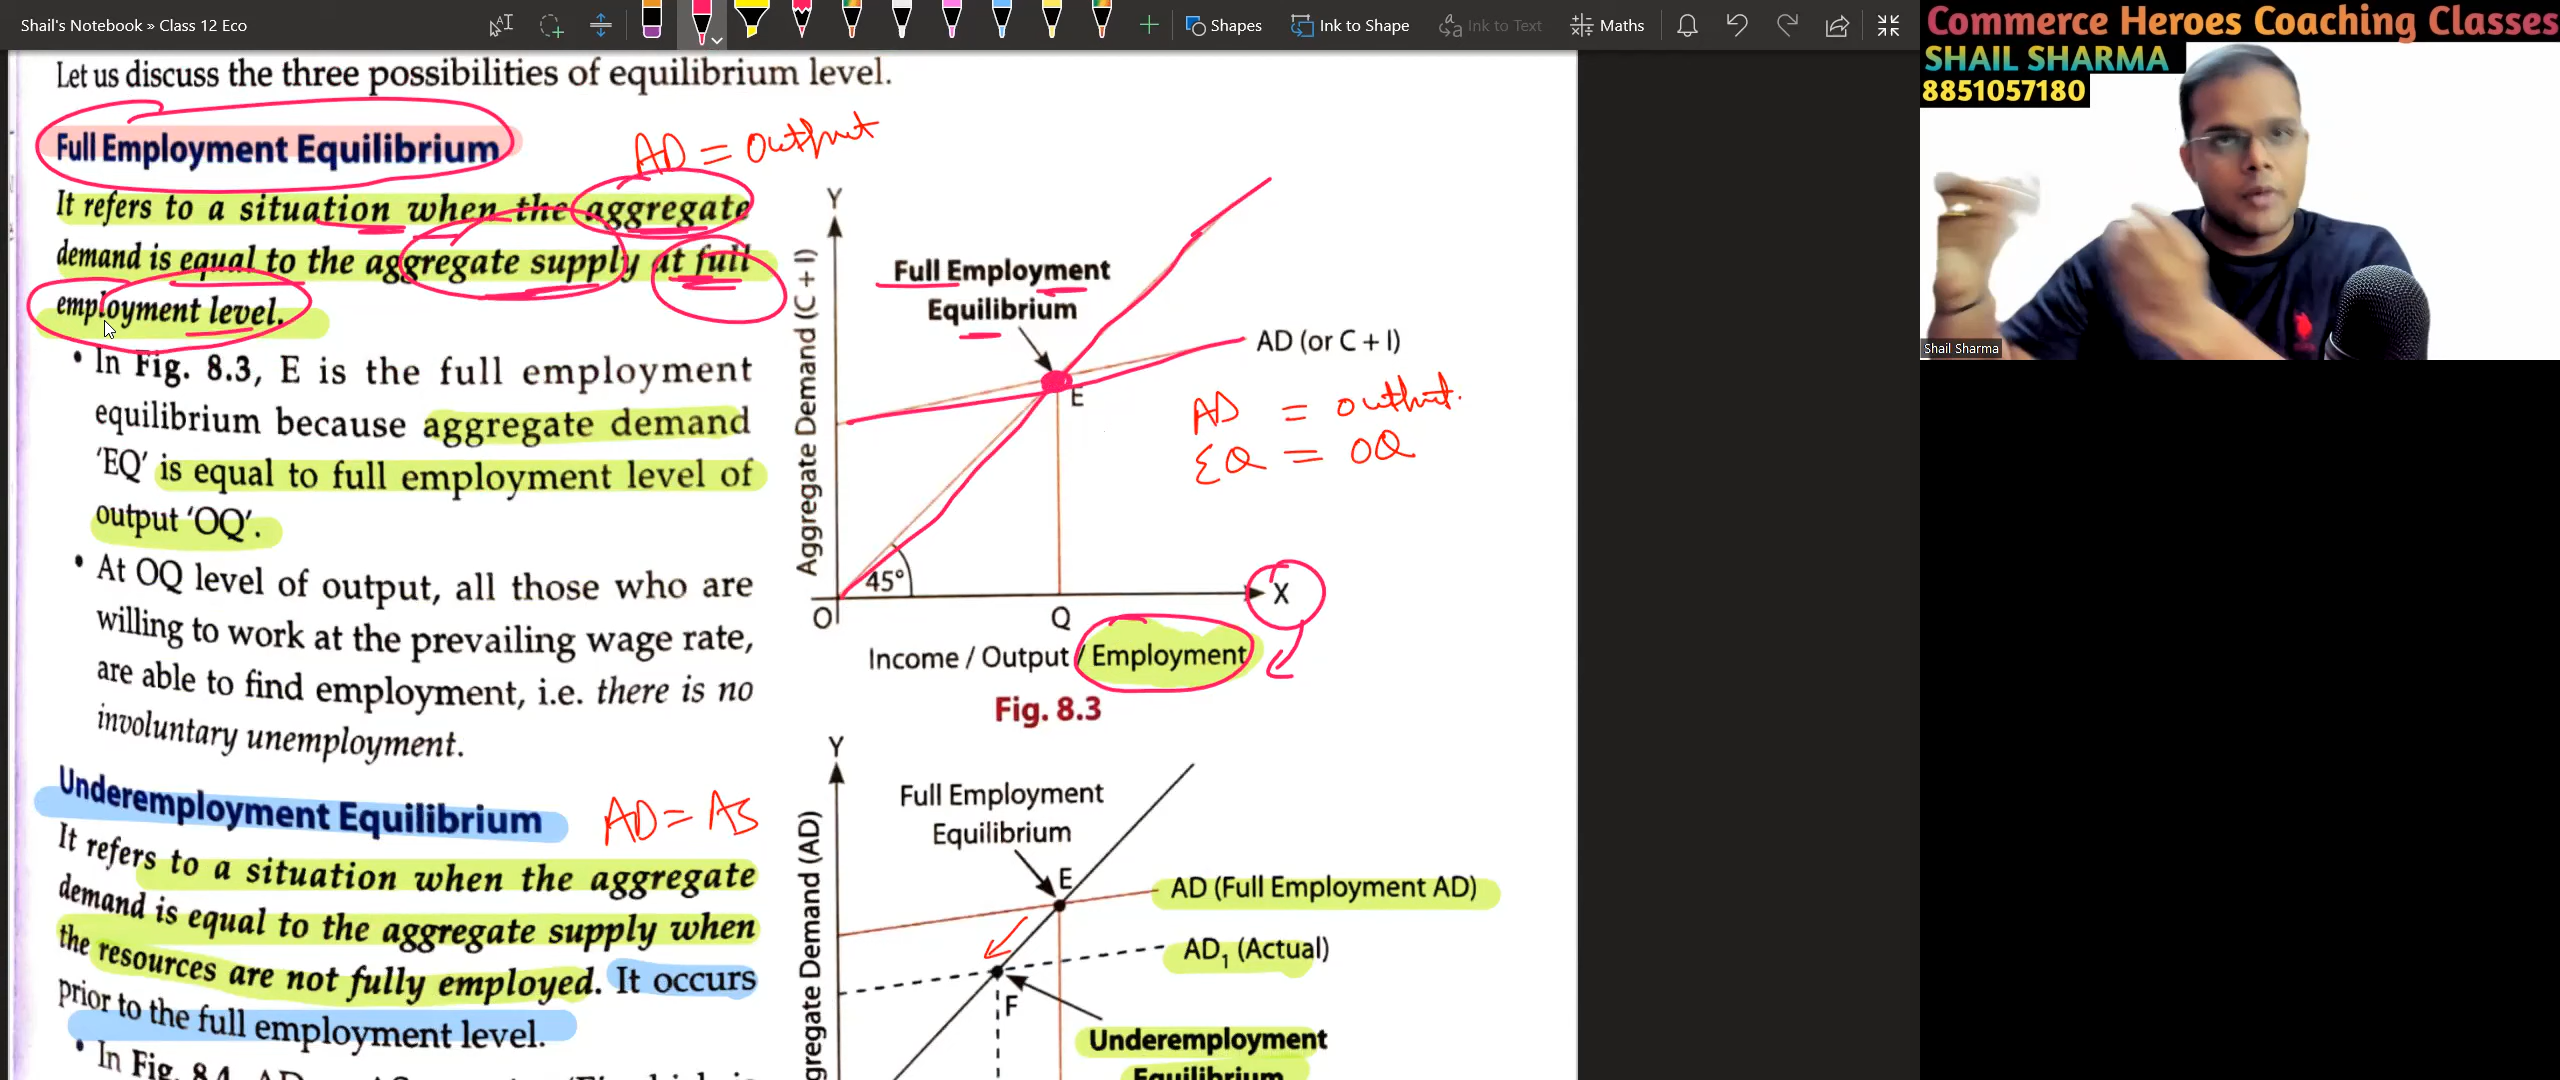 Shail's Notebook » Class 12 Eco
Shapes
Ink to Shape
Ink to Text
Maths
Commerce Heroes Coaching Classes
SHAIL SHARMA
8851057180
Shail Sharma
Let us discuss the three possibilities of equilibrium level.
Full Employment Equilibrium
AD = output
It refers to a situation when the aggregate
demand is equal to the aggregate supply at full
employment level.
• In Fig. 8.3, E is the full employment
equilibrium because aggregate demand
'EQ' is equal to full employment level of
output 'OQ'.
• At OQ level of output, all those who are
willing to work at the prevailing wage rate,
are able to find employment, i.e. there is no
involuntary unemployment.
Y
Aggregate Demand (C + I)
Full Employment
Equilibrium
AD (or C + I)
E
AD = output.
EQ = OQ
45°
O
Q
X
Income / Output / Employment
Fig. 8.3
Underemployment Equilibrium
AD = AS
It refers to a situation when the aggregate
demand is equal to the aggregate supply when
the resources are not fully employed. It occurs
prior to the full employment level.
• In Fig. 8.4
Y
gregate Demand (AD)
Full Employment
Equilibrium
E
AD (Full Employment AD)
AD1 (Actual)
F
Underemployment
Equilibrium